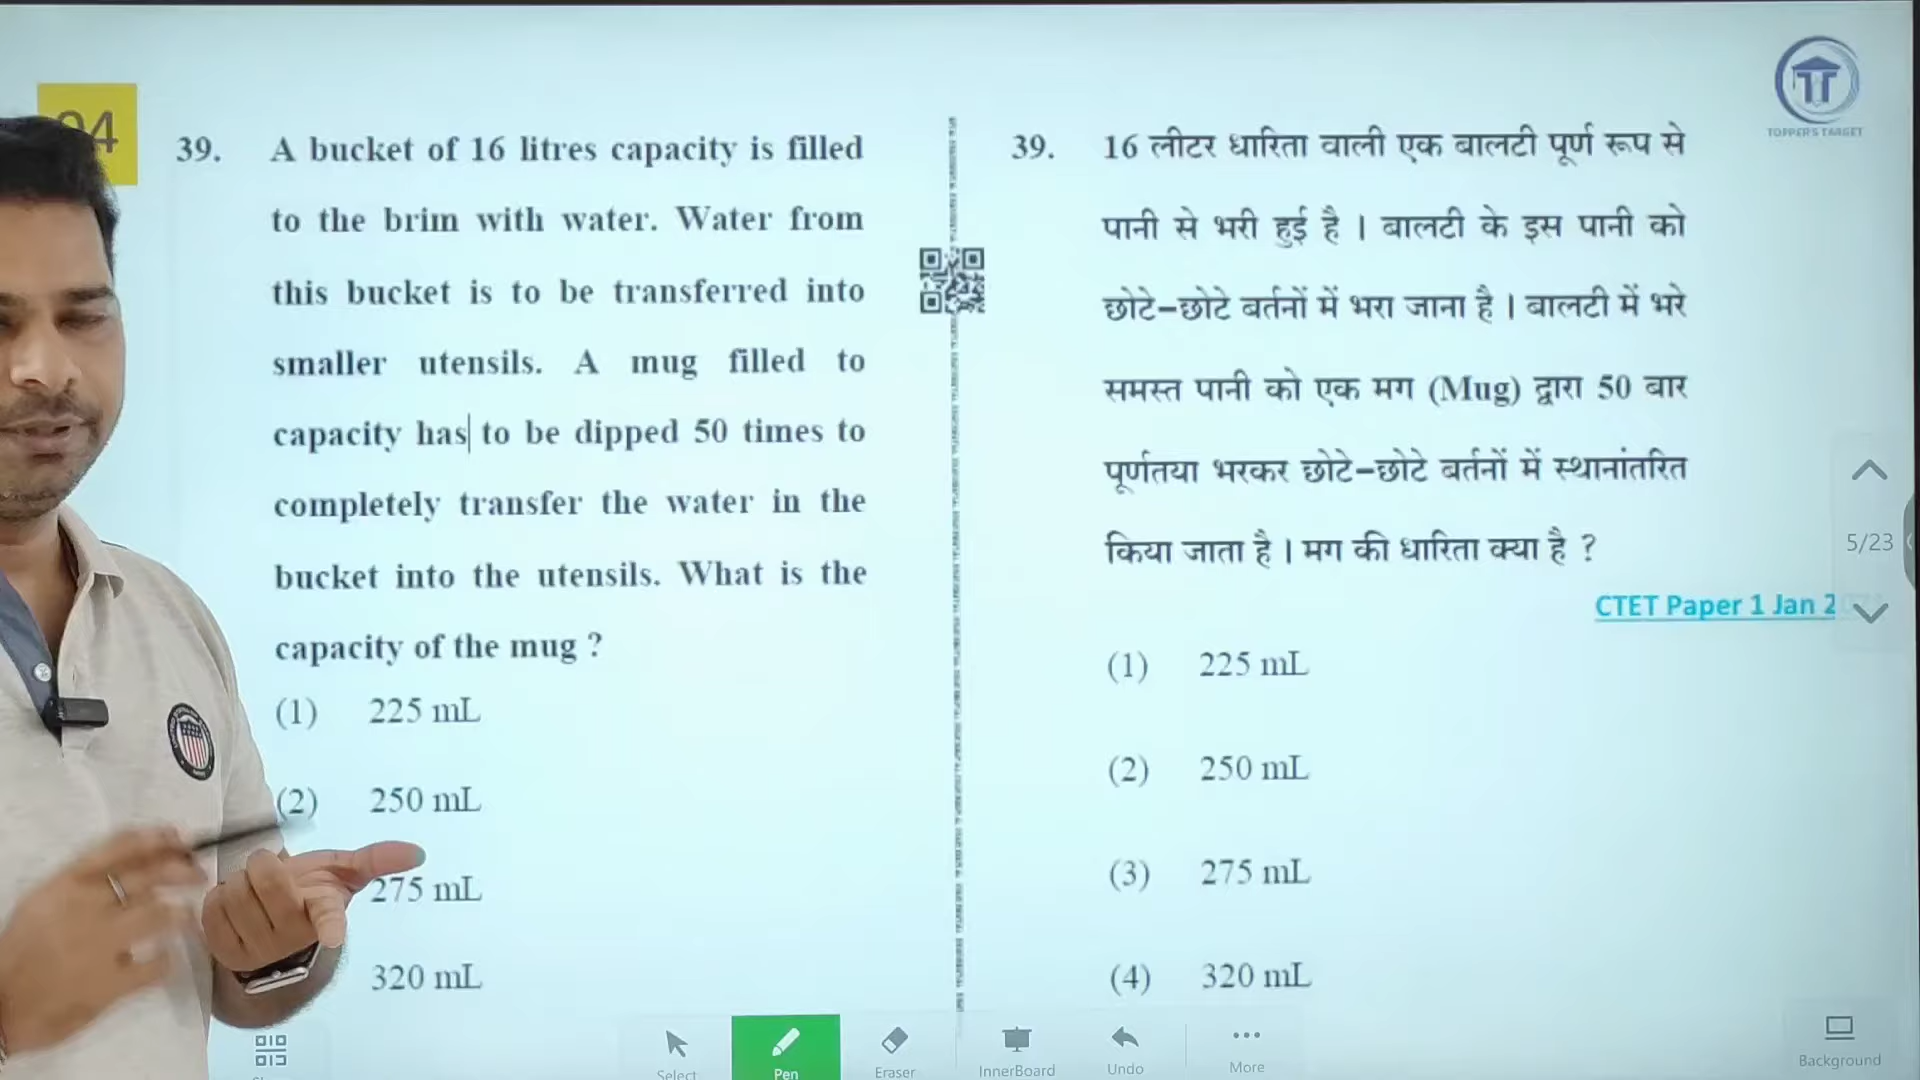 04
TOPPER'S TARGET
39. A bucket of 16 litres capacity is filled
to the brim with water. Water from
this bucket is to be transferred into
smaller utensils. A mug filled to
capacity has to be dipped 50 times to
completely transfer the water in the
bucket into the utensils. What is the
capacity of the mug ?
(1) 225 mL
(2) 250 mL
275 mL
320 mL
39. 16 लीटर धारिता वाली एक बालटी पूर्ण रूप से
पानी से भरी हुई है । बालटी के इस पानी को
छोटे-छोटे बर्तनों में भरा जाना है । बालटी में भरे
समस्त पानी को एक मग (Mug) द्वारा 50 बार
पूर्णतया भरकर छोटे-छोटे बर्तनों में स्थानांतरित
किया जाता है । मग की धारिता क्या है ?
CTET Paper 1 Jan
(1) 225 mL
(2) 250 mL
(3) 275 mL
(4) 320 mL
5/23
Select
Pen
Eraser
InnerBoard
Undo
More
Background